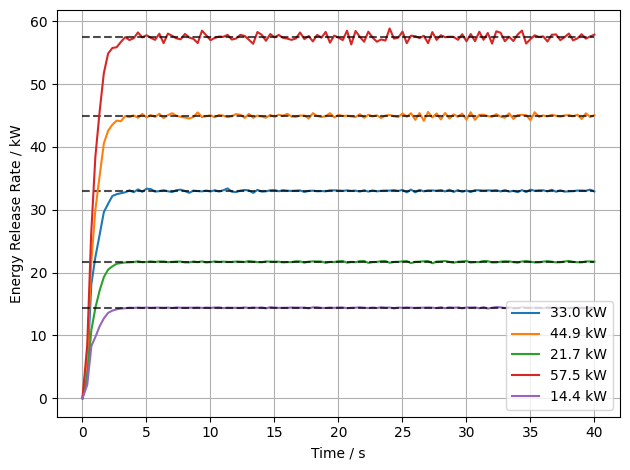 60
50
40
30
20
10
0
Energy Release Rate / kW
0 5 10 15 20 25 30 35 40
Time / s
33.0 kW
44.9 kW
21.7 kW
57.5 kW
14.4 kW